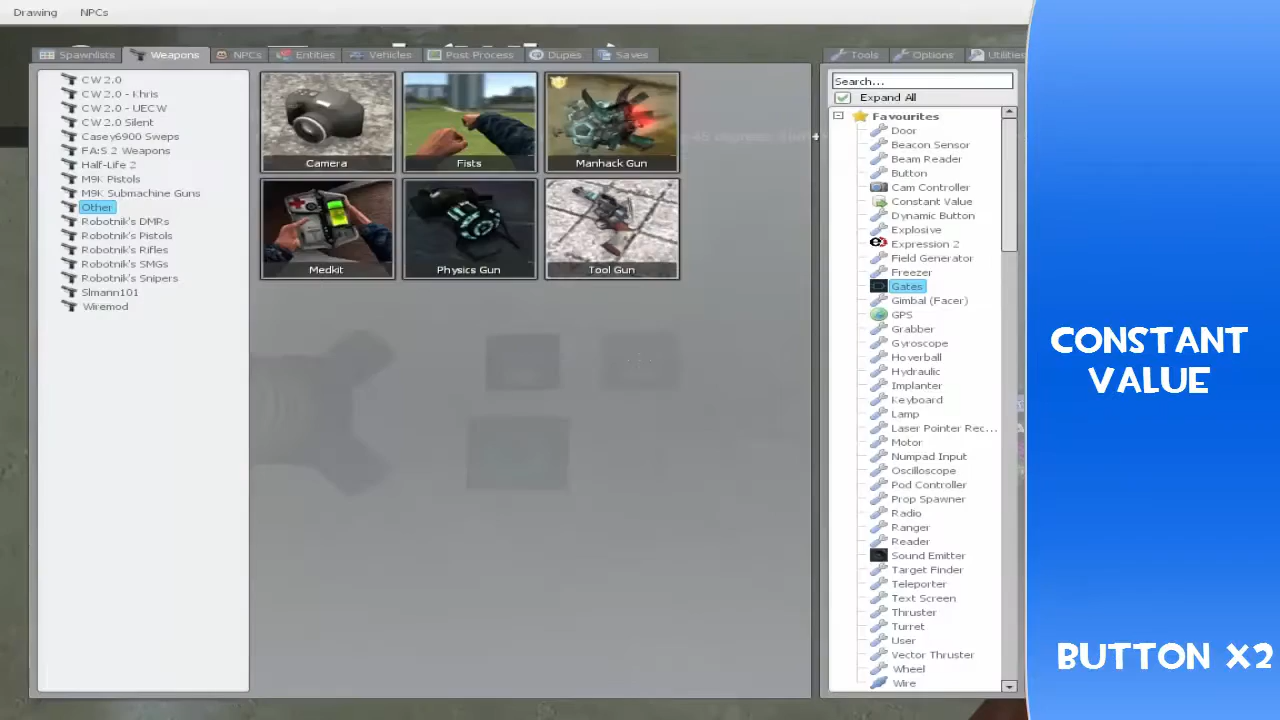 Drawing NPCs
Spawnlists Weapons NPCs Entities Vehicles Post Process Dupes Saves
Tools Options Utilities
CW 2.0
CW 2.0 - Khris
CW 2.0 - UECW
CW 2.0 Silent
Casey6900 Sweps
FA:S 2 Weapons
Half-Life 2
M9K Pistols
M9K Submachine Guns
Other
Robotnik's DMRs
Robotnik's Pistols
Robotnik's Rifles
Robotnik's SMGs
Robotnik's Snipers
Slmann101
Wiremod
Camera
Fists
Manhack Gun
Medkit
Physics Gun
Tool Gun
Search...
Expand All
Favourites
Door
Beacon Sensor
Beam Reader
Button
Cam Controller
Constant Value
Dynamic Button
Explosive
Expression 2
Field Generator
Freezer
Gates
Gimbal (Facer)
GPS
Grabber
Gyroscope
Hoverball
Hydraulic
Implanter
Keyboard
Lamp
Laser Pointer Rec...
Motor
Numpad Input
Oscilloscope
Pod Controller
Prop Spawner
Radio
Ranger
Reader
Sound Emitter
Target Finder
Teleporter
Text Screen
Thruster
Turret
User
Vector Thruster
Wheel
Wire
CONSTANT
VALUE
BUTTON X2